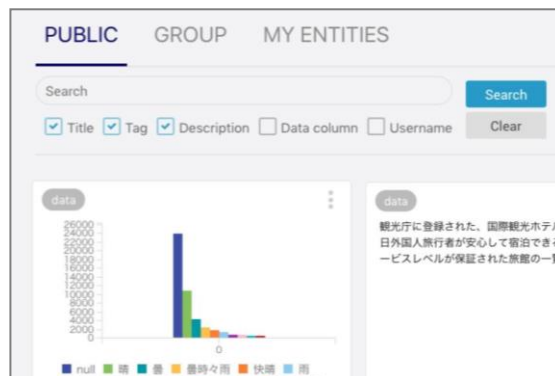 PUBLIC GROUP MY ENTITIES
Search Search
Title Tag Description Data column Username Clear
data
26000
24000
22000
20000
18000
16000
14000
12000
10000
8000
6000
4000
2000
0
0
null 晴 曇 曇時々雨 快晴 雨
data
観光庁に登録された、国際観光ホテル
日外国人旅行者が安心して宿泊でき
ービスレベルが保証された旅館の一